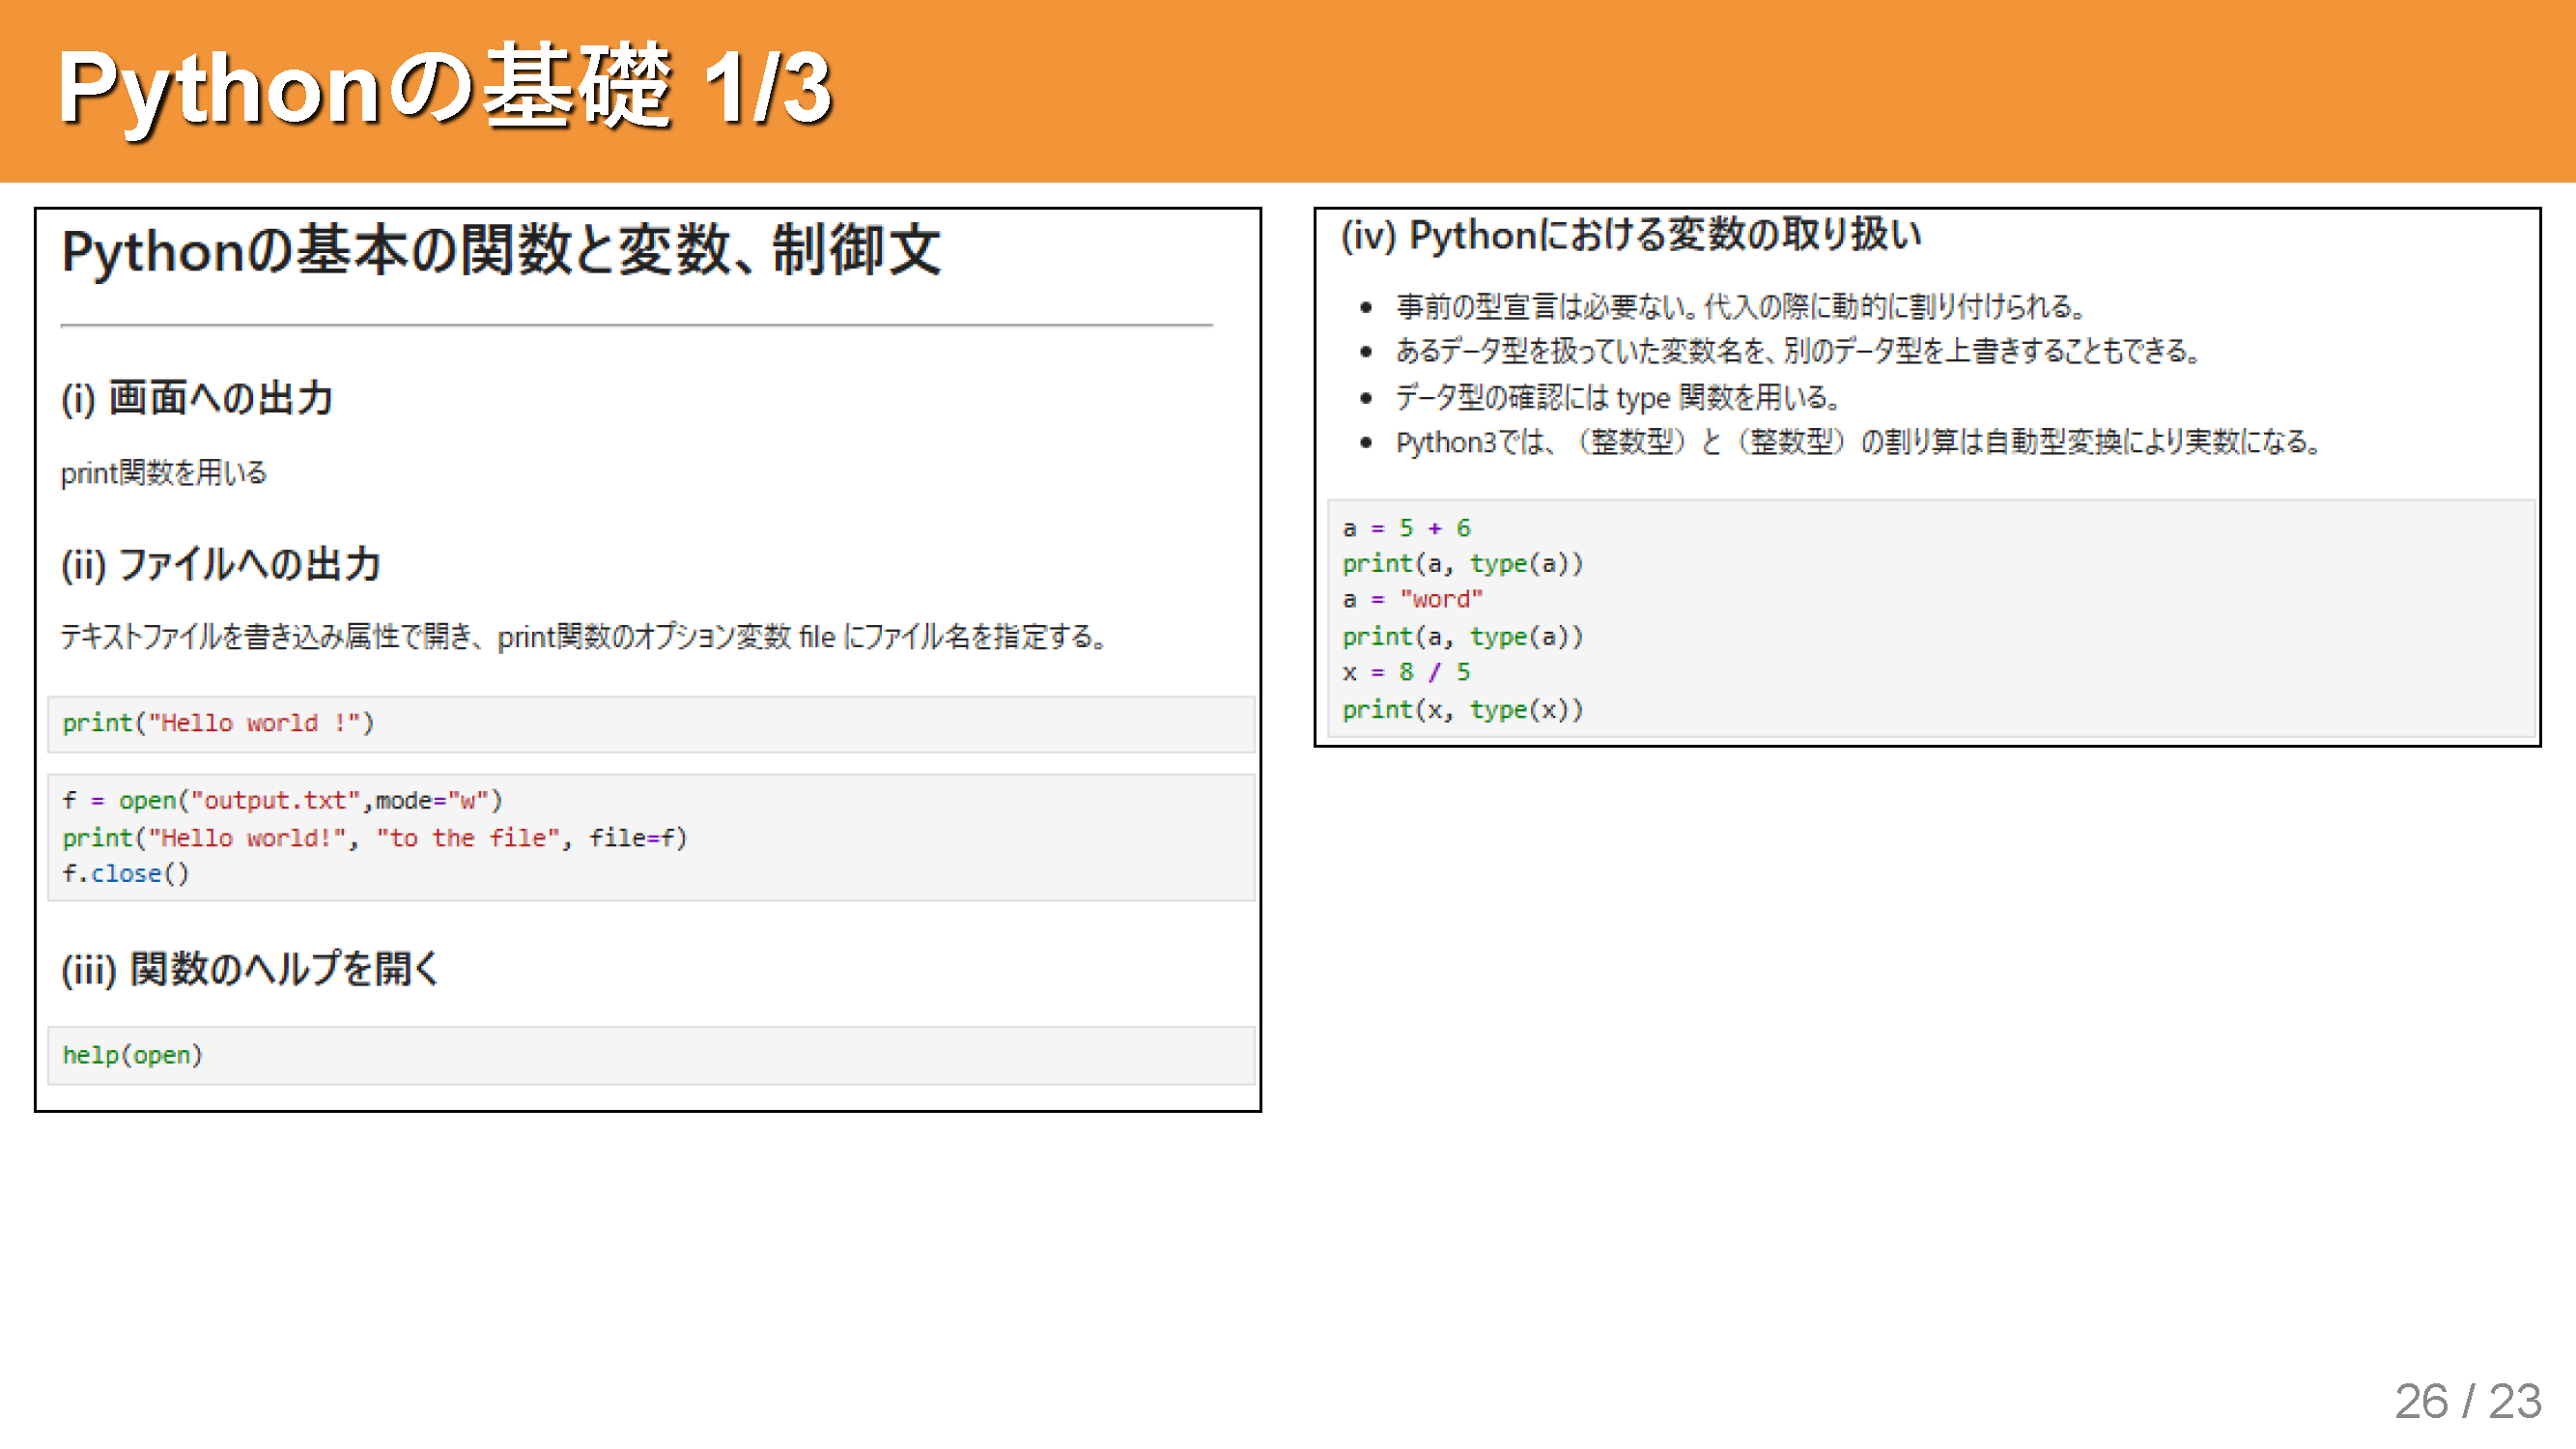 Pythonの基礎 1/3
Pythonの基本の関数と変数、制御文
(i) 画面への出力
print関数を用いる
(ii) ファイルへの出力
テキストファイルを書き込み属性で開き、print関数のオプション変数 file にファイル名を指定する。
print("Hello world !")
f = open("output.txt",mode="w")
print("Hello world!", "to the file", file=f)
f.close()
(iii) 関数のヘルプを開く
help(open)
(iv) Pythonにおける変数の取り扱い
• 事前の型宣言は必要ない。代入の際に動的に割り付けられる。
• あるデータ型を扱っていた変数名を、別のデータ型を上書きすることもできる。
• データ型の確認には type 関数を用いる。
• Python3では、（整数型）と（整数型）の割り算は自動型変換により実数になる。
a = 5 + 6
print(a, type(a))
a = "word"
print(a, type(a))
x = 8 / 5
print(x, type(x))
26 / 23